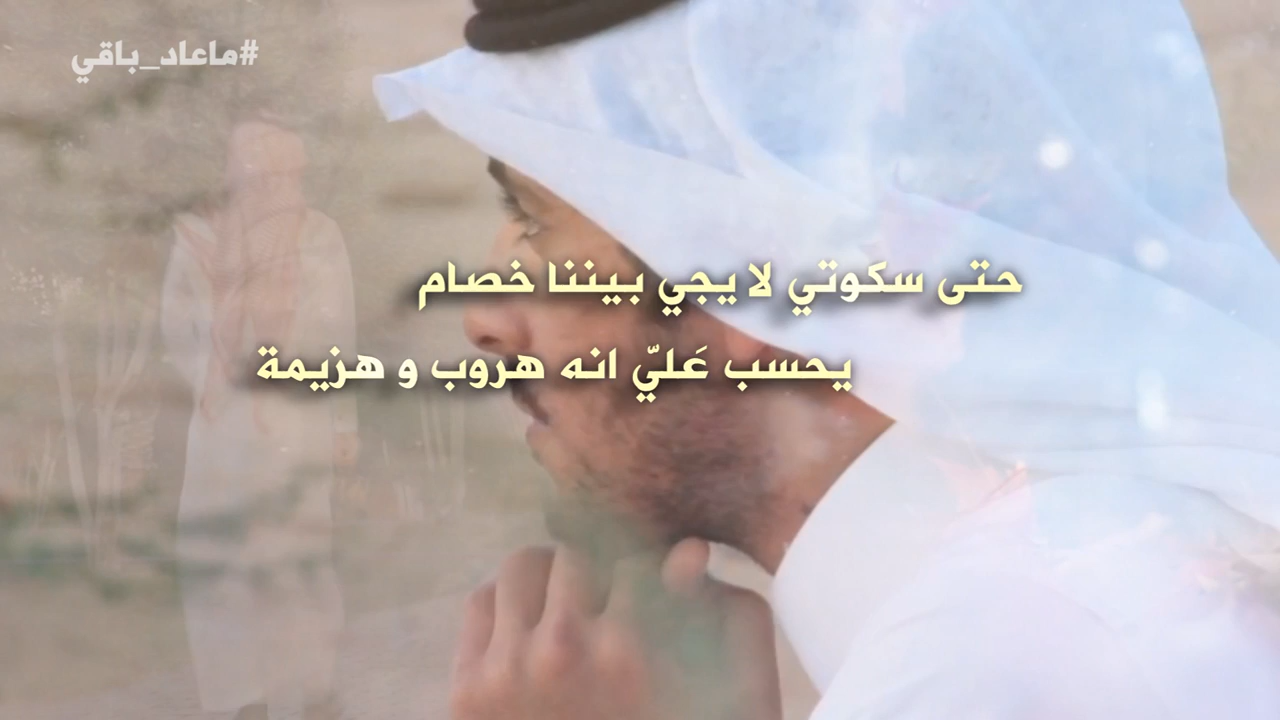 #ماعاد_باقي
حتى سكوتي لا يجي بيننا خصام
يحسب عَليّ انه هروب و هزيمة